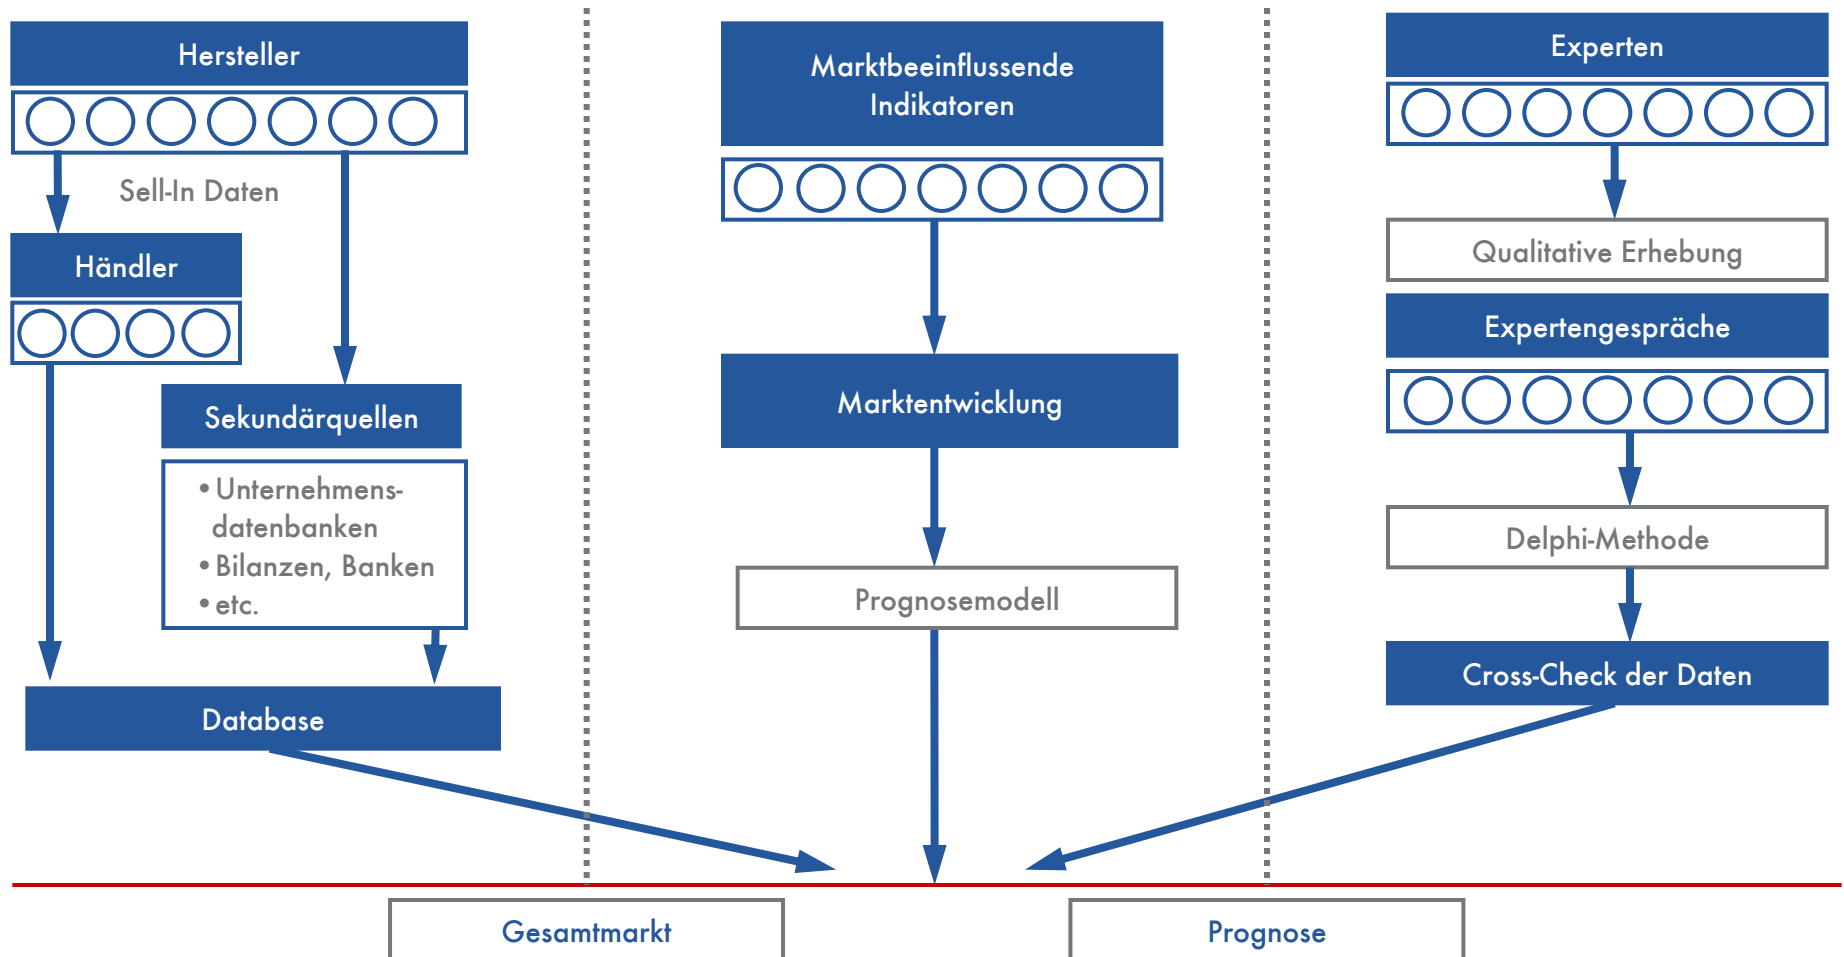 Hersteller
Sell-In Daten
Händler
Sekundärquellen
•Unternehmens-
datenbanken
•Bilanzen, Banken
•etc.
Database
Marktbeeinflussende
Indikatoren
Marktentwicklung
Prognosemodell
Experten
Qualitative Erhebung
Expertengespräche
Delphi-Methode
Cross-Check der Daten
Gesamtmarkt
Prognose